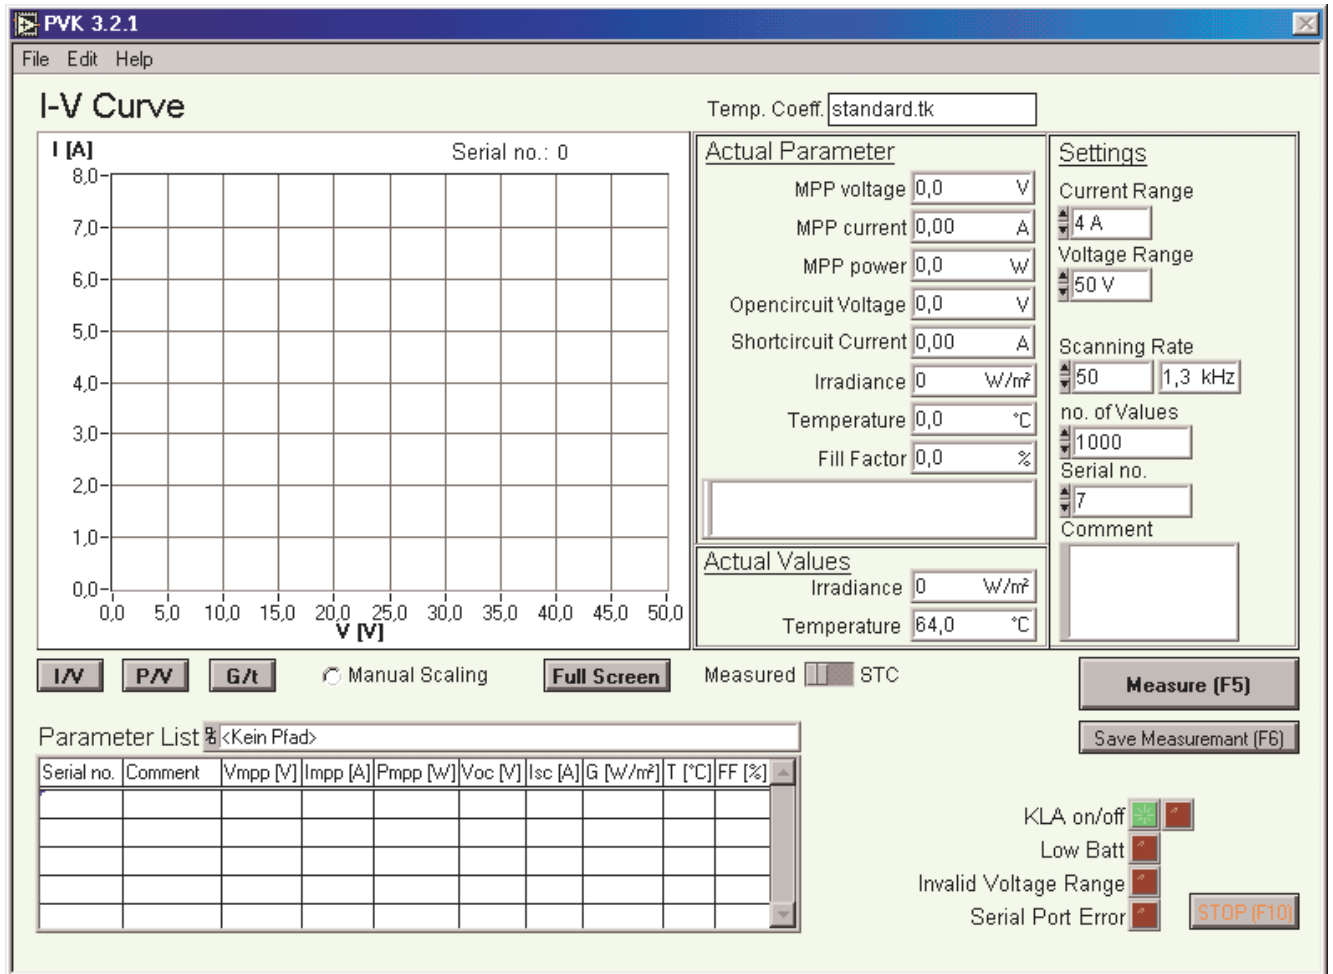 PVK 3.2.1
File Edit Help
I-V Curve
Temp. Coeff. standard.tk
I [A]
Serial no.: 0
8,0
7,0
6,0
5,0
4,0
3,0
2,0
1,0
0,0
0,0 5,0 10,0 15,0 20,0 25,0 30,0 35,0 40,0 45,0 50,0
V [V]
Actual Parameter
MPP voltage 0,0 V
MPP current 0,00 A
MPP power 0,0 W
Opencircuit Voltage 0,0 V
Shortcircuit Current 0,00 A
Irradiance 0 W/m²
Temperature 0,0 °C
Fill Factor 0,0 %
Actual Values
Irradiance 0 W/m²
Temperature 64,0 °C
Settings
Current Range
4 A
Voltage Range
50 V
Scanning Rate
50 1,3 kHz
no. of Values
1000
Serial no.
7
Comment
I/V P/V G/t Manual Scaling Full Screen Measured STC
Measure (F5)
Save Measuremant (F6)
Parameter List <Kein Pfad>
Serial no. Comment Vmpp [V] Impp [A] Pmpp [W] Voc [V] Isc [A] G [W/m²] T [°C] FF [%]
KLA on/off
Low Batt
Invalid Voltage Range
Serial Port Error
STOP (F10)